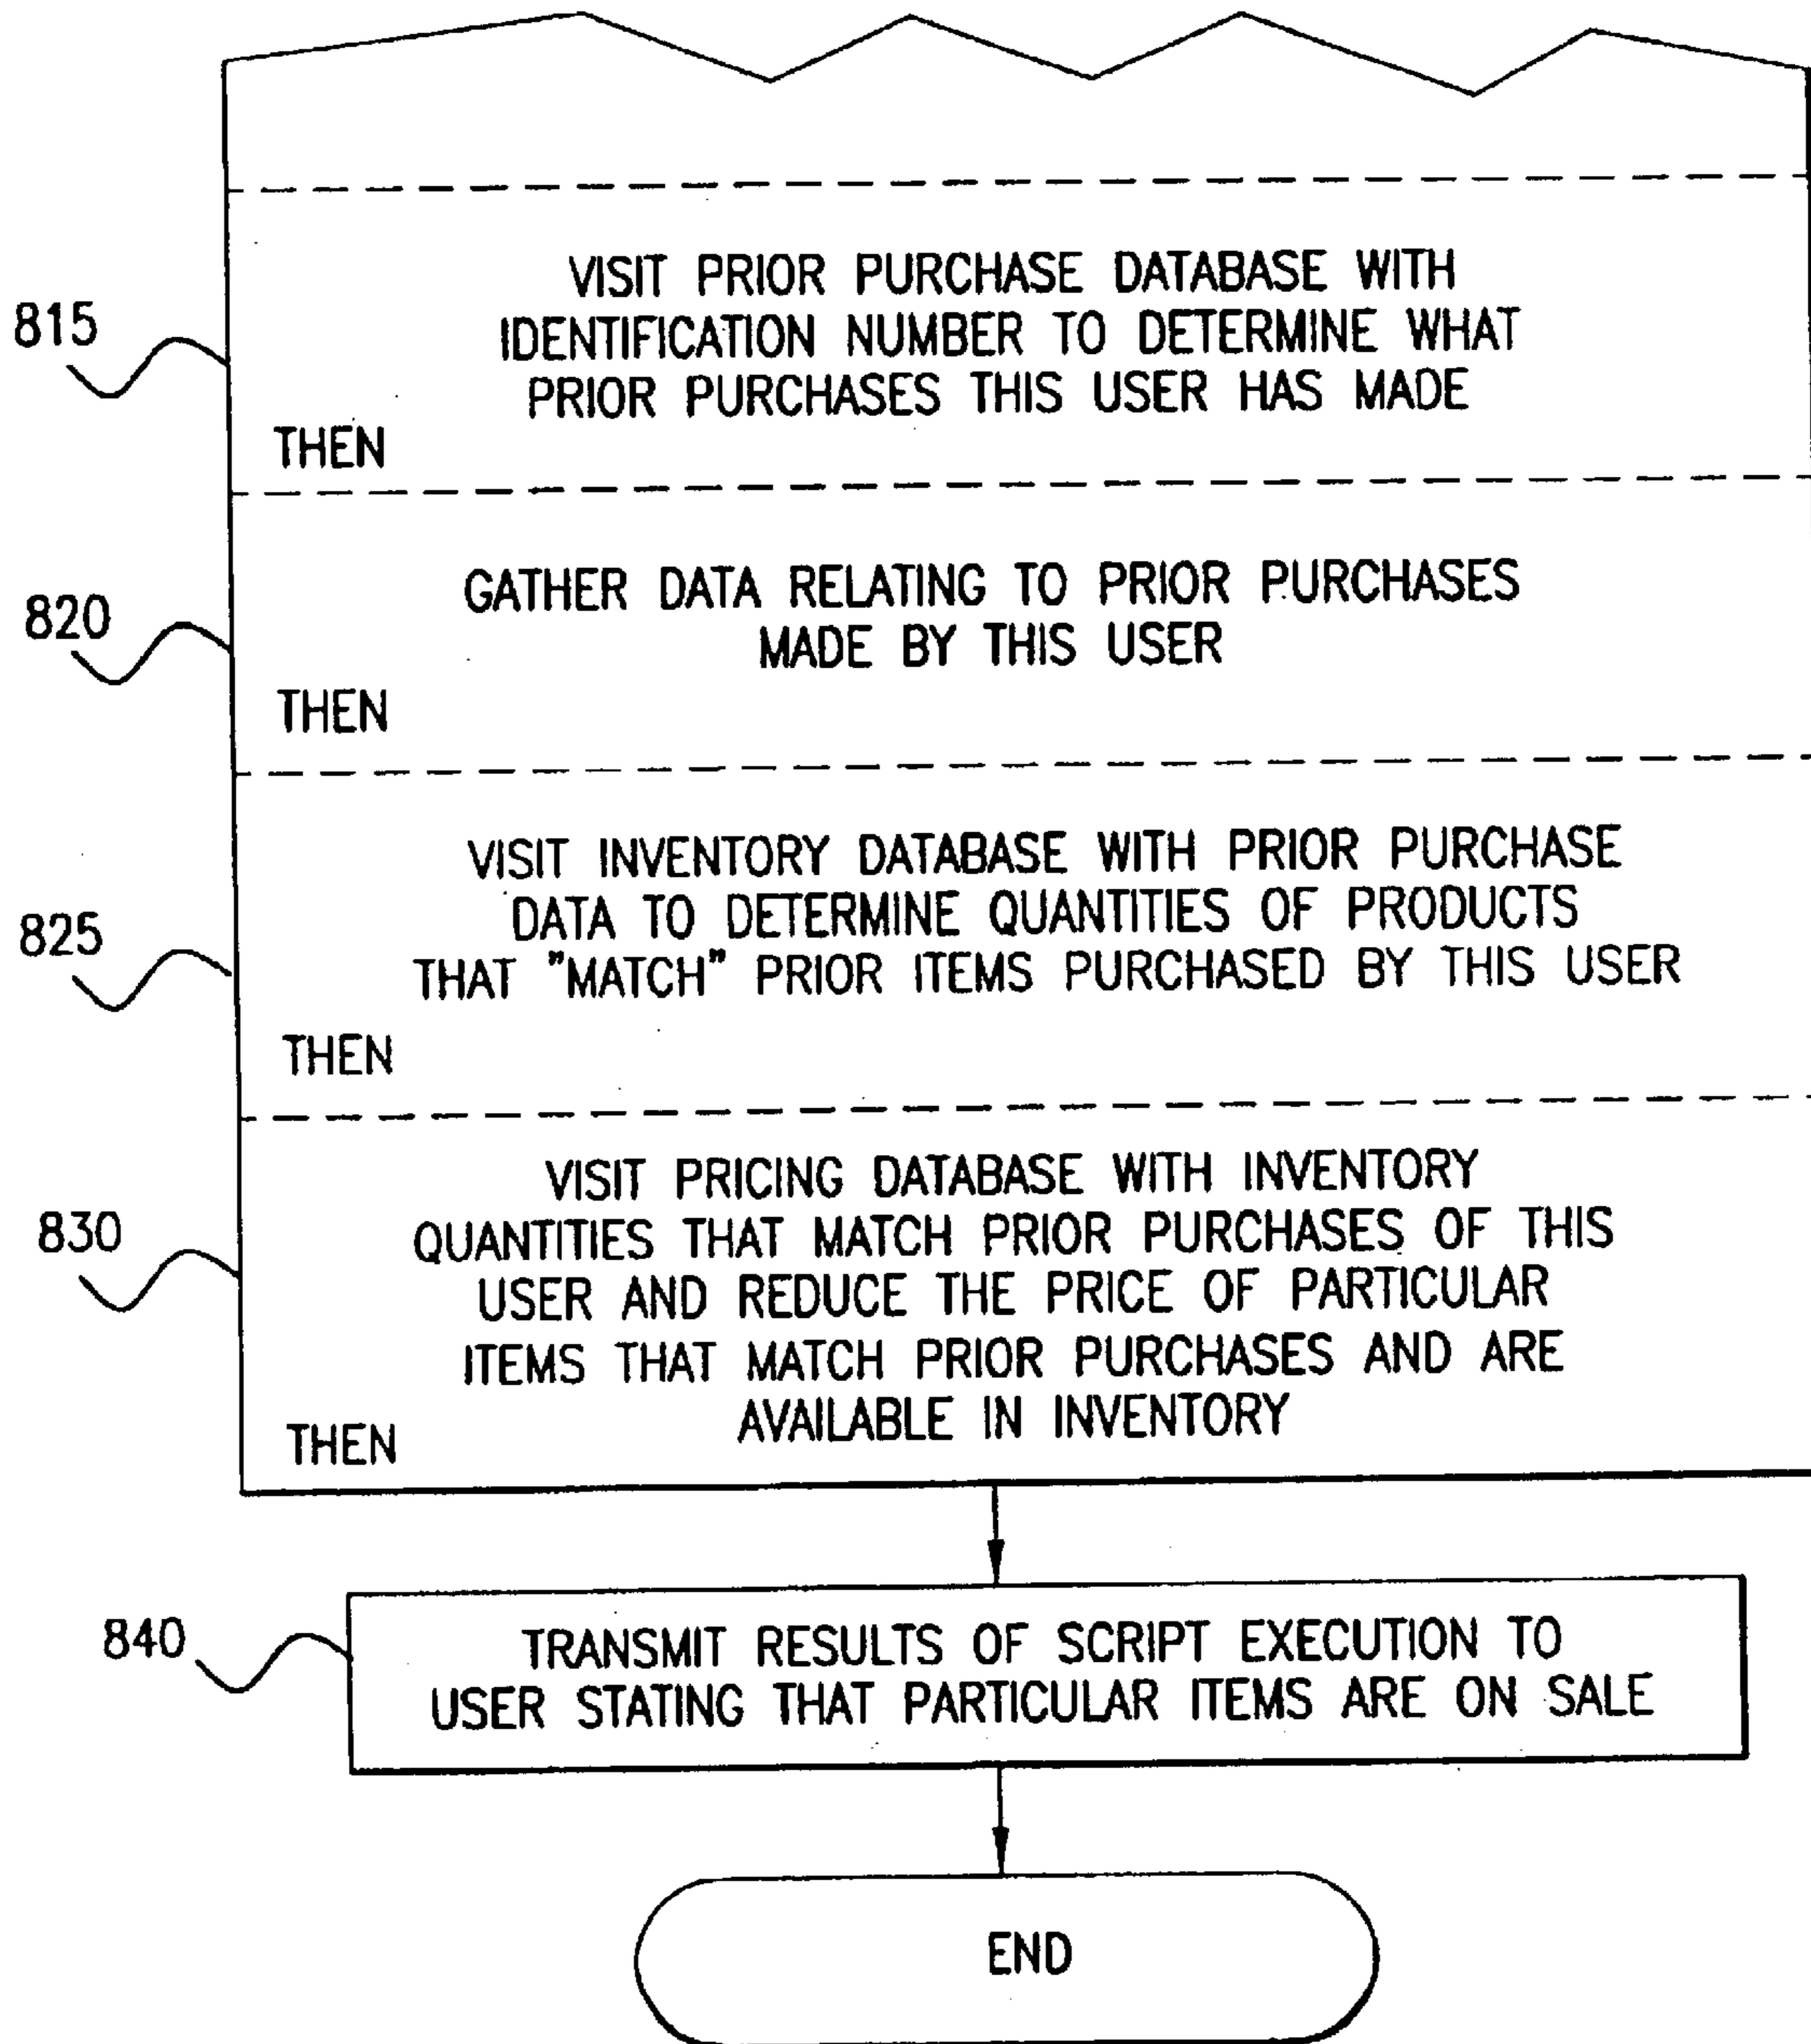 815
VISIT PRIOR PURCHASE DATABASE WITH
IDENTIFICATION NUMBER TO DETERMINE WHAT
PRIOR PURCHASES THIS USER HAS MADE
THEN
820
GATHER DATA RELATING TO PRIOR PURCHASES
MADE BY THIS USER
THEN
825
VISIT INVENTORY DATABASE WITH PRIOR PURCHASE
DATA TO DETERMINE QUANTITIES OF PRODUCTS
THAT "MATCH" PRIOR ITEMS PURCHASED BY THIS USER
THEN
830
VISIT PRICING DATABASE WITH INVENTORY
QUANTITIES THAT MATCH PRIOR PURCHASES OF THIS
USER AND REDUCE THE PRICE OF PARTICULAR
ITEMS THAT MATCH PRIOR PURCHASES AND ARE
AVAILABLE IN INVENTORY
THEN
840
TRANSMIT RESULTS OF SCRIPT EXECUTION TO
USER STATING THAT PARTICULAR ITEMS ARE ON SALE
END